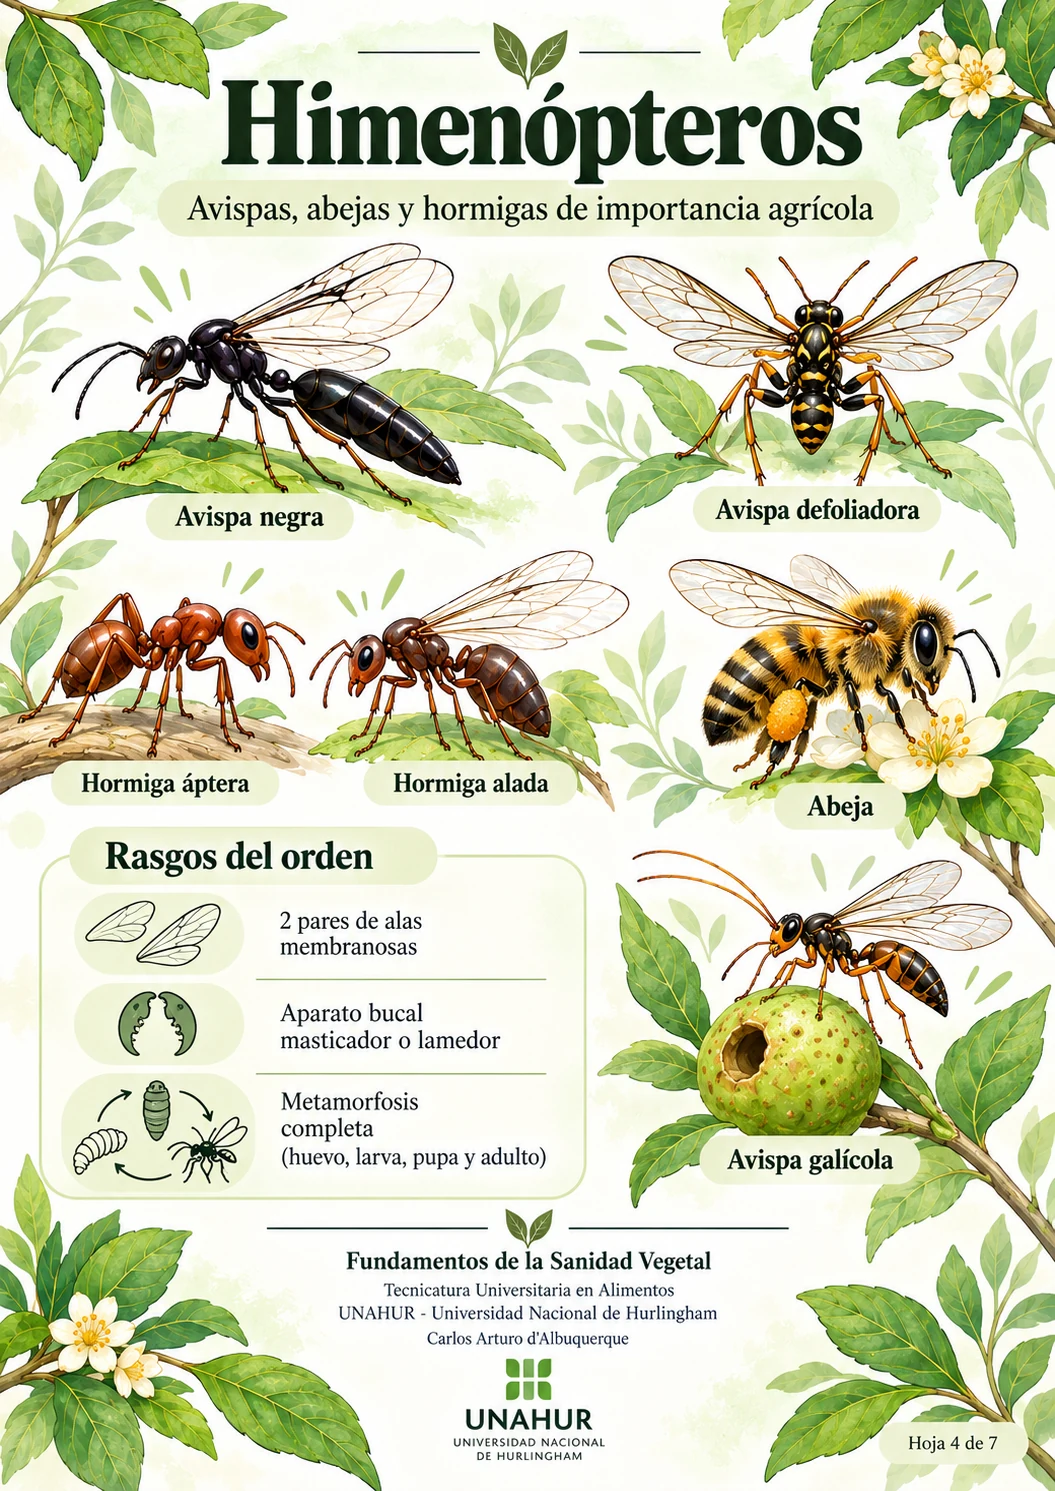 Himenópteros
Avispas, abejas y hormigas de importancia agrícola
Avispa negra
Avispa defoliadora
Hormiga áptera
Hormiga alada
Abeja
Rasgos del orden
2 pares de alas
membranosas
Aparato bucal
masticador o lamedor
Metamorfosis
completa
(huevo, larva, pupa y adulto)
Avispa galícola
Fundamentos de la Sanidad Vegetal
Tecnicatura Universitaria en Alimentos
UNAHUR - Universidad Nacional de Hurlingham
Carlos Arturo d'Albuquerque
UNAHUR
UNIVERSIDAD NACIONAL
DE HURLINGHAM
Hoja 4 de 7